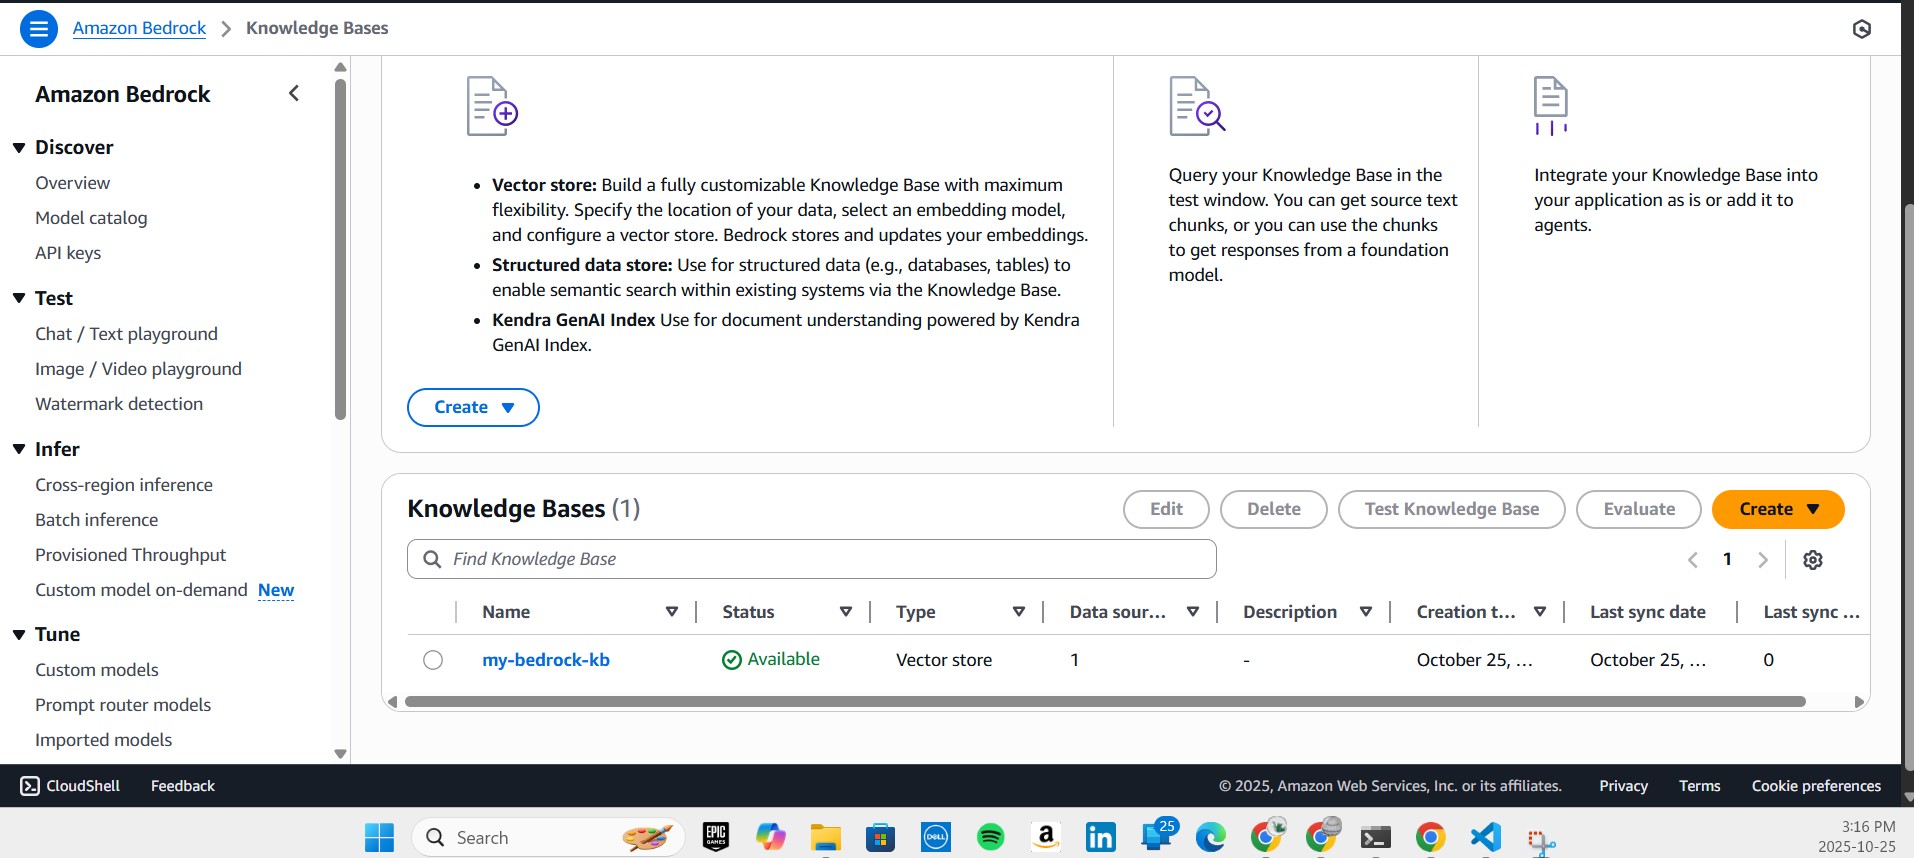 Amazon Bedrock > Knowledge Bases
Amazon Bedrock
Discover
Overview
Model catalog
API keys
Test
Chat / Text playground
Image / Video playground
Watermark detection
Infer
Cross-region inference
Batch inference
Provisioned Throughput
Custom model on-demand New
Tune
Custom models
Prompt router models
Imported models
• Vector store: Build a fully customizable Knowledge Base with maximum
flexibility. Specify the location of your data, select an embedding model,
and configure a vector store. Bedrock stores and updates your embeddings.
• Structured data store: Use for structured data (e.g., databases, tables) to
enable semantic search within existing systems via the Knowledge Base.
• Kendra GenAI Index Use for document understanding powered by Kendra
GenAI Index.
Create
Query your Knowledge Base in the
test window. You can get source text
chunks, or you can use the chunks
to get responses from a foundation
model.
Integrate your Knowledge Base into
your application as is or add it to
agents.
Knowledge Bases (1)
Edit Delete Test Knowledge Base Evaluate Create
Find Knowledge Base
1
Name Status Type Data sour... Description Creation t... Last sync date Last sync ...
my-bedrock-kb Available Vector store 1 - October 25, ... October 25, ... 0
CloudShell Feedback © 2025, Amazon Web Services, Inc. or its affiliates. Privacy Terms Cookie preferences
Search
EPIC
GAMES
DELL
a
in
25
3:16 PM
2025-10-25